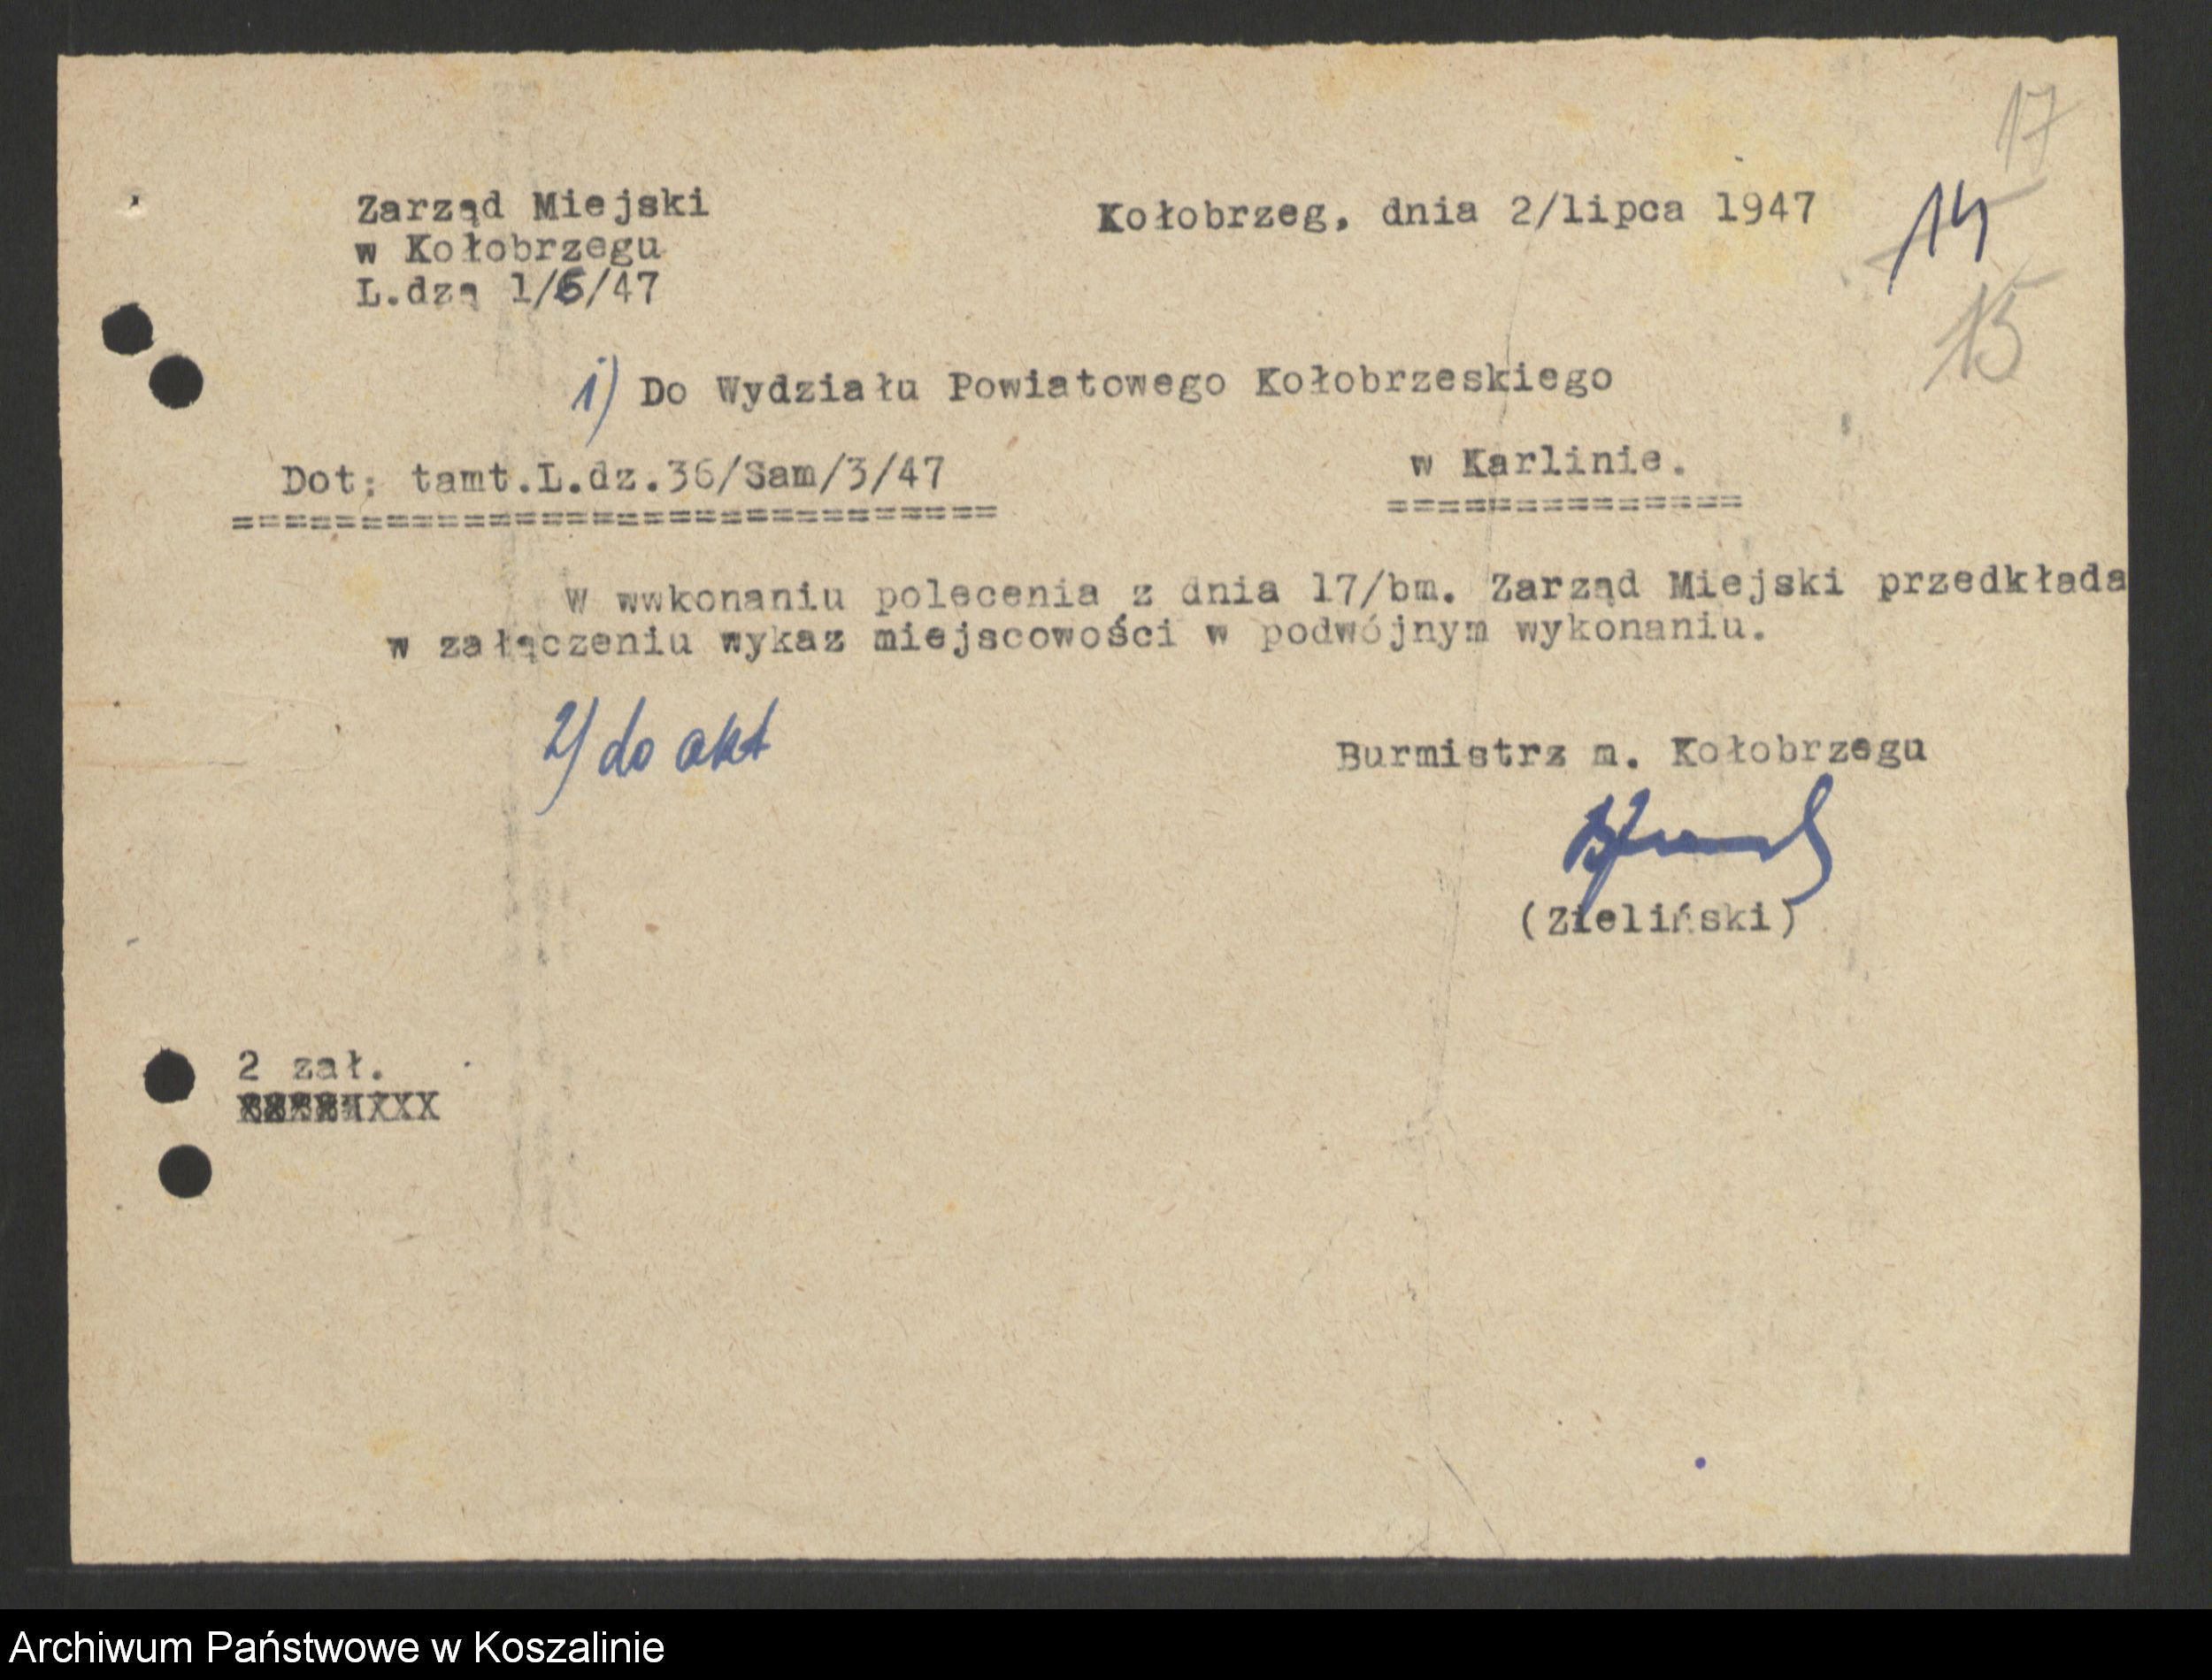 17
Zarząd Miejski
w Kołobrzegu
L.dzą 1/6/47
Kołobrzeg, dnia 2/lipca 1947
14
15
1) Do Wydziału Powiatowego Kołobrzeskiego
w Karlinie.
==============
Dot: tamt.L.dz.36/Sam/3/47
==============================
W wwkonaniu polecenia z dnia 17/bm. Zarząd Miejski przedkłada
w załączeniu wykaz miejscowości w podwójnym wykonaniu.
2) do akt
Burmistrz m. Kołobrzegu
(Zieliński)
2 zał.
Archiwum Państwowe w Koszalinie